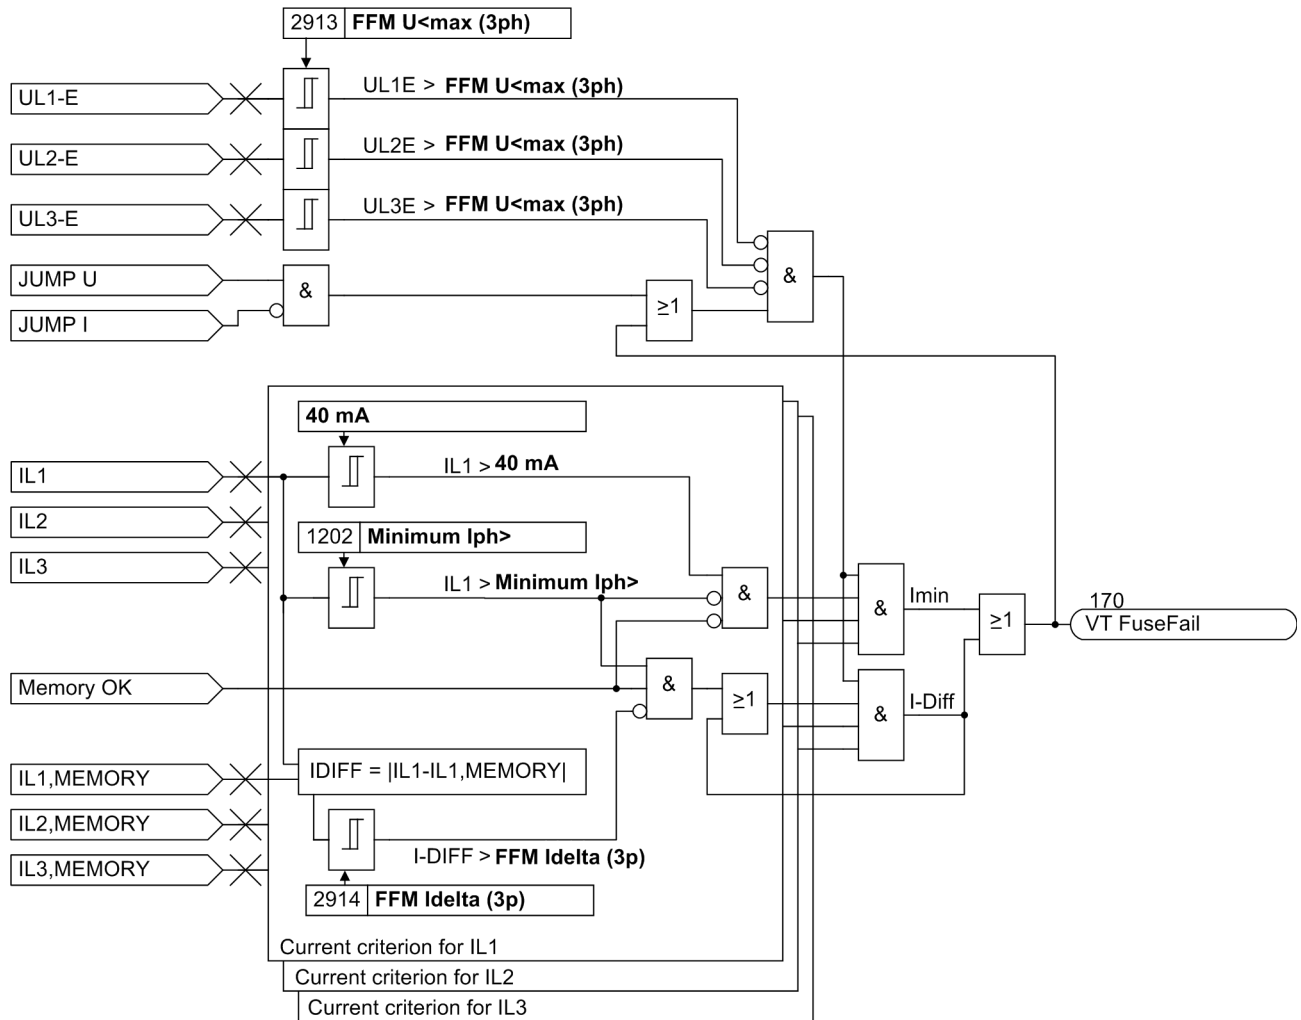 2913 FFM U<max (3ph)
UL1-E
UL1E > FFM U<max (3ph)
UL2-E
UL2E > FFM U<max (3ph)
UL3-E
UL3E > FFM U<max (3ph)
JUMP U
&
&
≥1
JUMP I
40 mA
IL1
IL1 > 40 mA
IL2
1202 Minimum Iph>
IL3
IL1 > Minimum Iph>
&
&
Imin
≥1
170
VT FuseFail
Memory OK
&
≥1
&
I-Diff
IL1,MEMORY
IDIFF = |IL1-IL1,MEMORY|
IL2,MEMORY
I-DIFF > FFM Idelta (3p)
IL3,MEMORY
2914 FFM Idelta (3p)
Current criterion for IL1
Current criterion for IL2
Current criterion for IL3